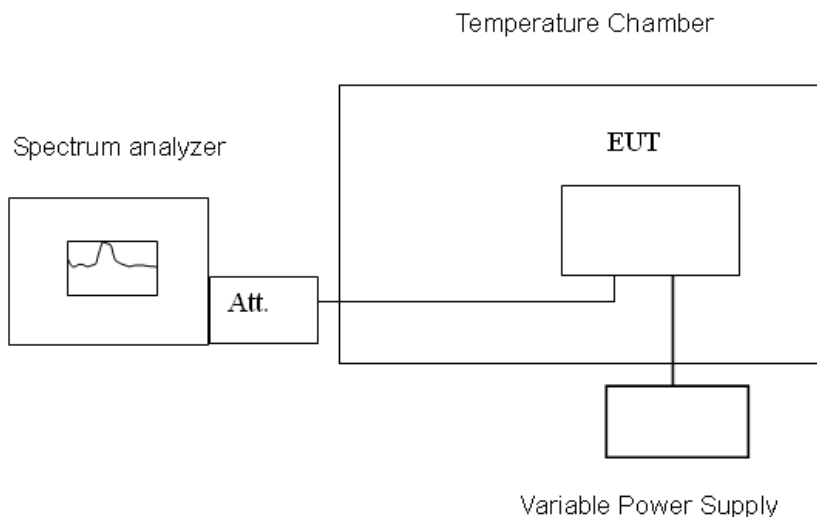 Temperature Chamber
Spectrum analyzer
EUT
Att.
Variable Power Supply